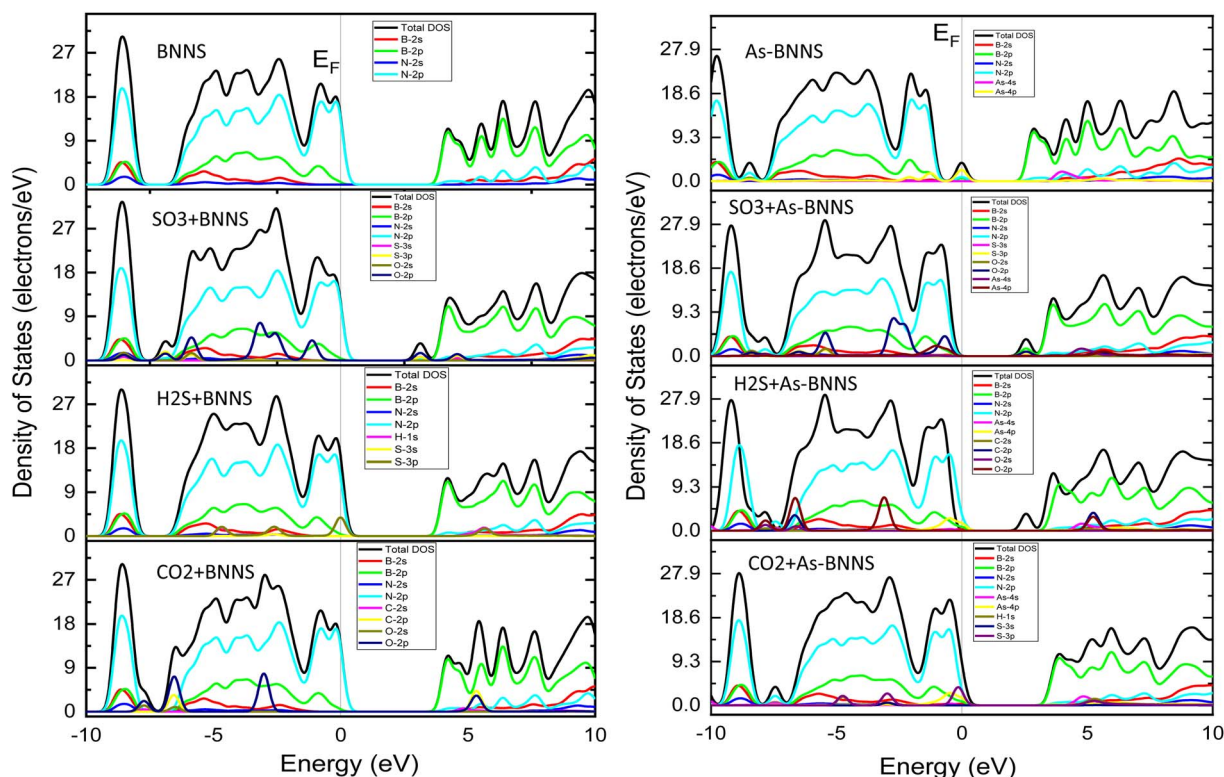 Density of States (electrons/eV)
27
18
9
0
BNNS
E_F
Total DOS
B-2s
B-2p
N-2s
N-2p
27
18
9
0
SO3+BNNS
Total DOS
B-2s
B-2p
N-2s
N-2p
S-3s
S-3p
O-2s
O-2p
27
18
9
0
H2S+BNNS
Total DOS
B-2s
B-2p
N-2s
N-2p
H-1s
S-3s
S-3p
27
18
9
0
CO2+BNNS
Total DOS
B-2s
B-2p
N-2s
N-2p
C-2s
C-2p
O-2s
O-2p
-10 -5 0 5 10
Energy (eV)
Density of States (electrons/eV)
27.9
18.6
9.3
0.0
As-BNNS
E_F
Total DOS
B-2s
B-2p
N-2s
N-2p
As-4s
As-4p
27.9
18.6
9.3
0.0
SO3+As-BNNS
Total DOS
B-2s
B-2p
N-2s
N-2p
S-3s
S-3p
O-2s
O-2p
As-4s
As-4p
27.9
18.6
9.3
0.0
H2S+As-BNNS
Tptal DOS
B-2s
B-2p
N-2s
N-2p
As-4s
As-4p
C-2s
C-2p
O-2s
O-2p
27.9
18.6
9.3
0.0
CO2+As-BNNS
Total DOS
B-2s
B-2p
N-2s
N-2p
As-4s
As-4p
H-1s
S-3s
S-3p
-10 -5 0 5 10
Energy (eV)